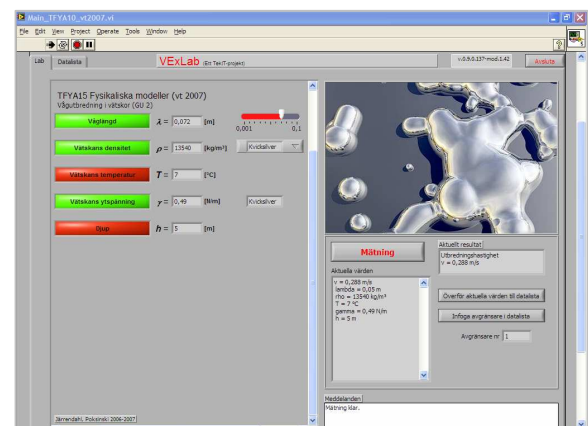 Main_TFYA10_vt2007.vi
File Edit View Project Operate Tools Window Help
Lab Datalista VExLab (Ett TekIT-projekt) v.0.9.0.137-mod.1.42 Avsluta
TFYA15 Fysikaliska modeller (vt 2007)
Vågutbredning i vätskor (GU 2)
Våglängd λ = 0,072 [m] 0,001 0,1
Vätskans densitet ρ = 13540 [kg/m³] Kvicksilver
Vätskans temperatur T = 7 [°C]
Vätskans ytspänning γ = 0,49 [N/m] Kvicksilver
Djup h = 5 [m]
Mätning
Aktuellt resultat
Utbredningshastighet
v = 0,288 m/s
Aktuella värden
v = 0,288 m/s
lambda = 0,05 m
rho = 13540 kg/m³
T = 7 °C
gamma = 0,49 N/m
h = 5 m
Överför aktuella värden till datalista
Infoga avgränsare i datalista
Avgränsare nr 1
Meddelanden
Mätning klar.
Järrendahl, Poksinski 2006-2007